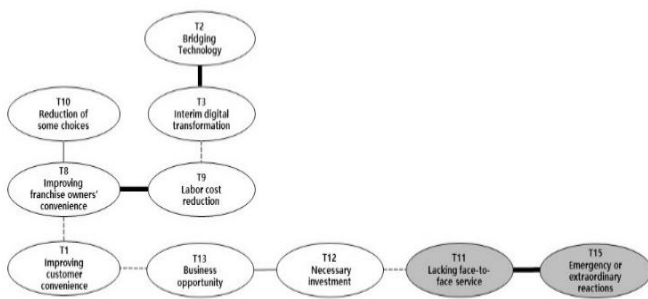 T2
Bridging
Technology
T10
Reduction of
some choices
T3
Interim digital
transformation
T8
Improving
franchise owners'
convenience
T9
Labor cost
reduction
T1
Improving
customer
convenience
T13
Business
opportunity
T12
Necessary
investment
T11
Lacking face-to-
face service
T15
Emergency or
extraordinary
reactions